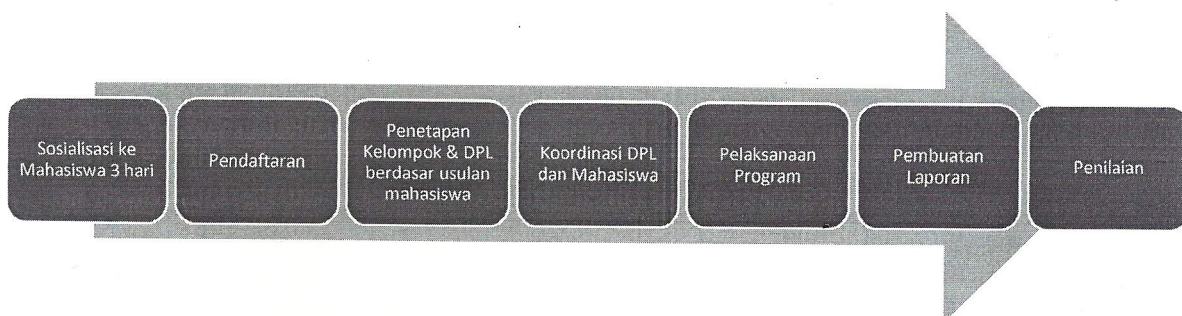 Sosialisasi ke
Mahasiswa 3 hari
Pendaftaran
Penetapan
Kelompok & DPL
berdasar usulan
mahasiswa
Koordinasi DPL
dan Mahasiswa
Pelaksanaan
Program
Pembuatan
Laporan
Penilaian